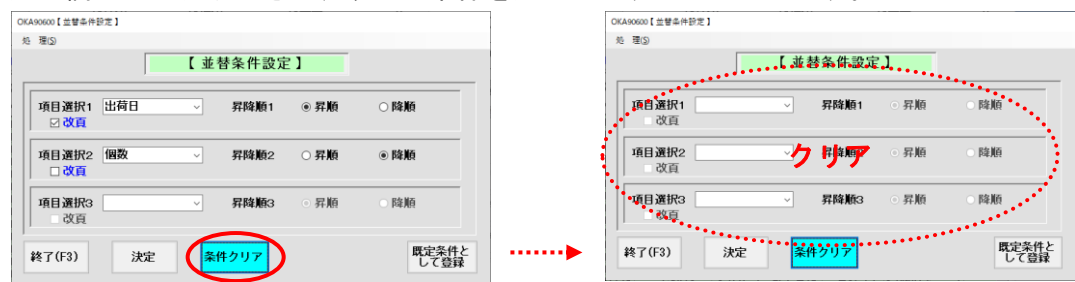 OKA90600【 並替条件設定 】
処　理(S)
【 並替条件設定 】
項目選択1 出荷日 昇降順1 昇順 降順
改頁
項目選択2 個数 昇降順2 昇順 降順
改頁
項目選択3 昇降順3 昇順 降順
改頁
終了(F3) 決定 条件クリア 既定条件と
して登録
OKA90600【 並替条件設定 】
処　理(S)
【 並替条件設定 】
項目選択1 昇降順1 昇順 降順
改頁
項目選択2 クリア 昇降順2 昇順 降順
改頁
項目選択3 昇降順3 昇順 降順
改頁
終了(F3) 決定 条件クリア 既定条件と
して登録